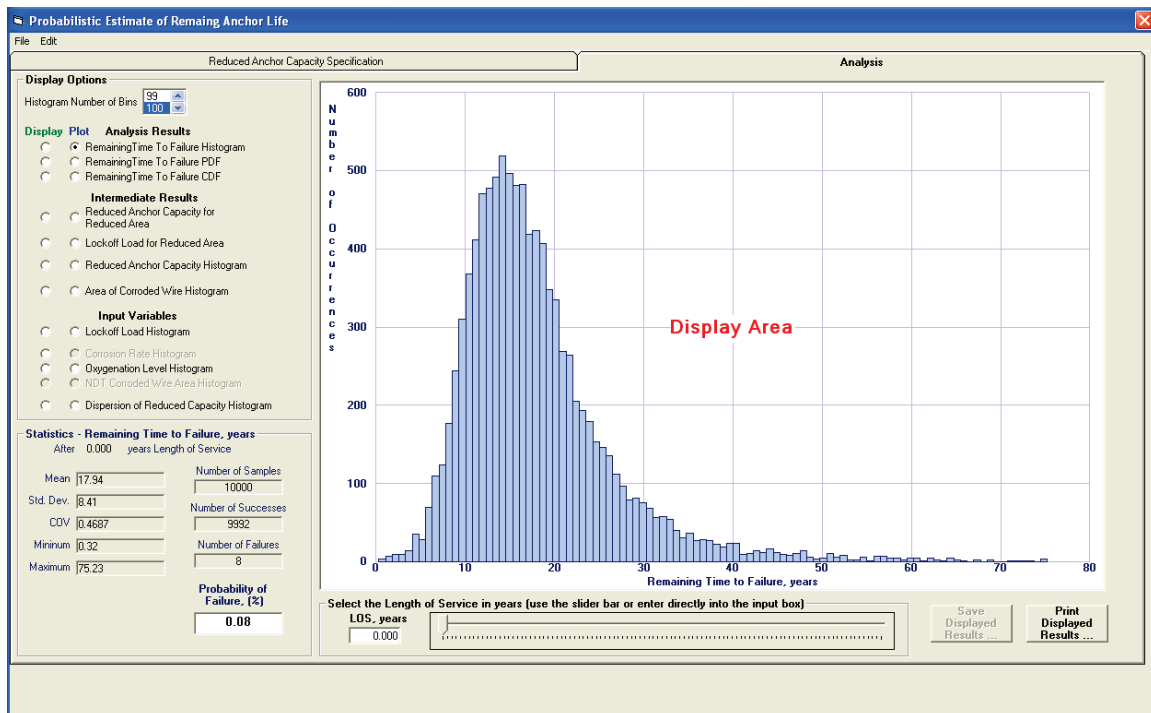 Probabilistic Estimate of Remaing Anchor Life
File Edit
Reduced Anchor Capacity Specification
Analysis
Display Options
Histogram Number of Bins 99
100
Display Plot Analysis Results
RemainingTime To Failure Histogram
RemainingTime To Failure PDF
RemainingTime To Failure CDF
Intermediate Results
Reduced Anchor Capacity for
Reduced Area
Lockoff Load for Reduced Area
Reduced Anchor Capacity Histogram
Area of Corroded Wire Histogram
Input Variables
Lockoff Load Histogram
Corrosion Rate Histogram
Oxygenation Level Histogram
NDT Corroded Wire Area Histogram
Dispersion of Reduced Capacity Histogram
Statistics - Remaining Time to Failure, years
After 0.000 years Length of Service
Mean 17.94
Std. Dev. 8.41
COV 0.4687
Mininum 0.32
Maximum 75.23
Number of Samples
10000
Number of Successes
9992
Number of Failures
8
Probability of
Failure, (%)
0.08
Number of Occurrences
600
500
400
300
200
100
0
Display Area
0 10 20 30 40 50 60 70 80
Remaining Time to Failure, years
Select the Length of Service in years (use the slider bar or enter directly into the input box)
LOS, years
0.000
Save
Displayed
Results ...
Print
Displayed
Results ...